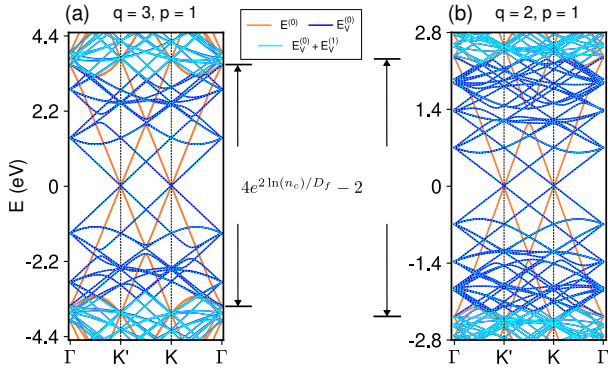 (a) q = 3, p = 1
E^(0) E_V^(0)
E_V^(0) + E_V^(1)
(b) q = 2, p = 1
E (eV)
4.4
2.2
0
-2.2
-4.4
Γ K' K Γ
4e^{2 ln(n_c)/D_f} − 2
2.8
1.4
0
-1.4
-2.8
Γ K' K Γ